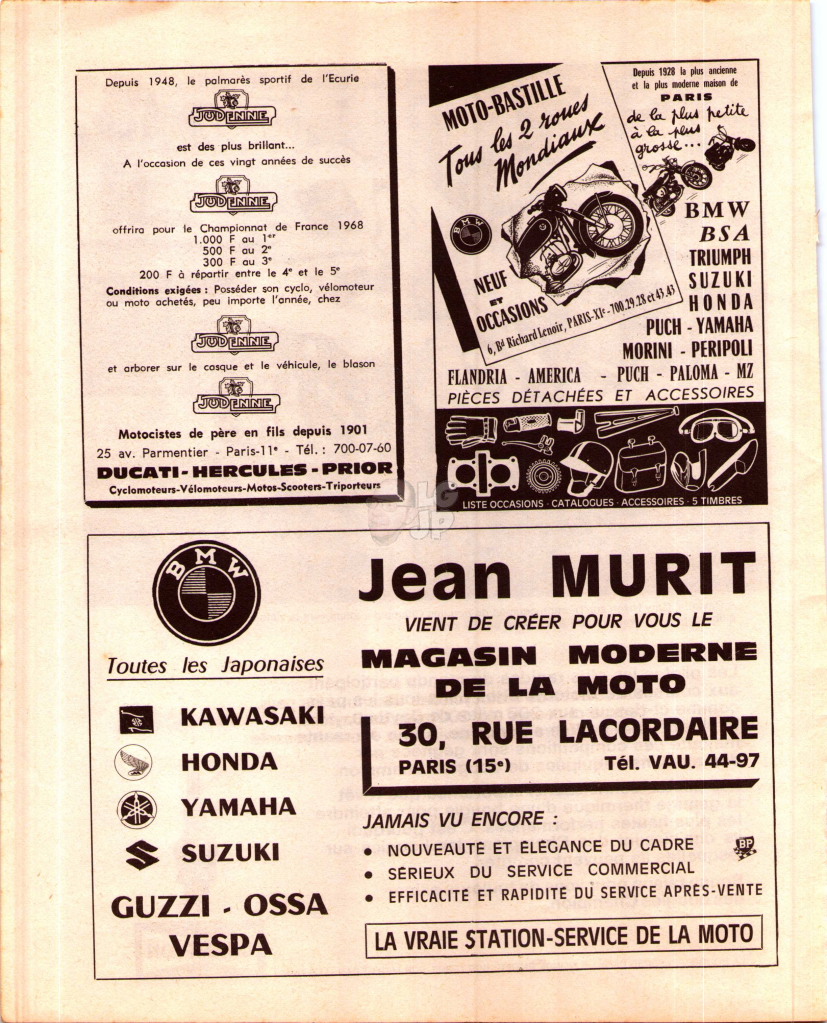 Depuis 1948, le palmarès sportif de l'Ecurie
JUDENNE
est des plus brillant...
A l'occasion de ces vingt années de succès
JUDENNE
offrira pour le Championnat de France 1968
1.000 F au 1er
500 F au 2e
300 F au 3e
200 F à répartir entre le 4e et le 5e
Conditions exigées : Posséder son cyclo, vélomoteur
ou moto achetés, peu importe l'année, chez
JUDENNE
et arborer sur le casque et le véhicule, le blason
JUDENNE
Motocistes de père en fils depuis 1901
25 av. Parmentier - Paris-11e - Tél. : 700-07-60
DUCATI - HERCULES - PRIOR
Cyclomoteurs-Vélomoteurs-Motos-Scooters-Triporteurs
MOTO-BASTILLE
Tous les 2 roues
Mondiaux
BMW
NEUF
ET
OCCASIONS
6, Bd Richard Lenoir, PARIS-XIe - 700.29.28 et 43.43
Depuis 1928 la plus ancienne
et la plus moderne maison de
PARIS
de la plus petite
à la plus
grosse...
BMW
BSA
TRIUMPH
SUZUKI
HONDA
PUCH - YAMAHA
MORINI - PERIPOLI
FLANDRIA - AMERICA - PUCH - PALOMA - MZ
PIÈCES DÉTACHÉES ET ACCESSOIRES
LISTE OCCASIONS - CATALOGUES - ACCESSOIRES - 5 TIMBRES
LG
JP
BMW
Toutes les Japonaises
KAWASAKI
HONDA
YAMAHA
SUZUKI
GUZZI - OSSA
VESPA
Jean MURIT
VIENT DE CRÉER POUR VOUS LE
MAGASIN MODERNE
DE LA MOTO
30, RUE LACORDAIRE
PARIS (15e) Tél. VAU. 44-97
JAMAIS VU ENCORE :
• NOUVEAUTÉ ET ÉLÉGANCE DU CADRE
• SÉRIEUX DU SERVICE COMMERCIAL
• EFFICACITÉ ET RAPIDITÉ DU SERVICE APRÈS-VENTE
BP
LA VRAIE STATION-SERVICE DE LA MOTO